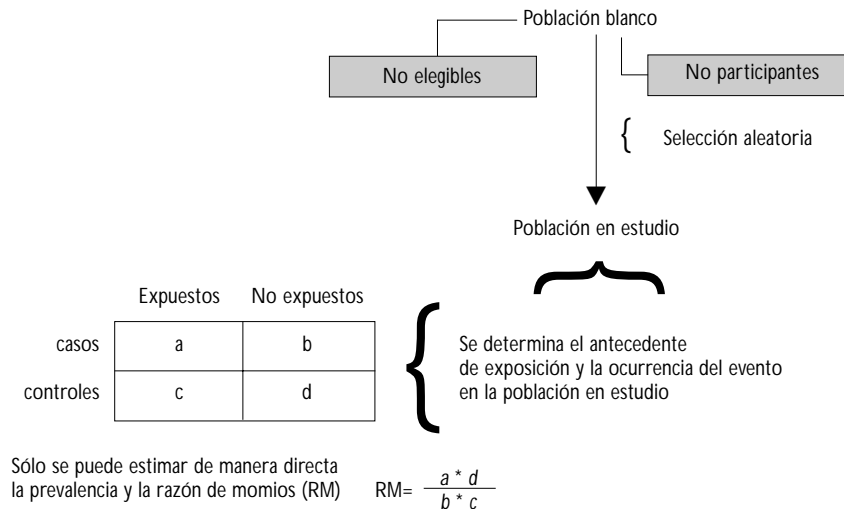 Población blanco
No elegibles
No participantes
{ Selección aleatoria
Población en estudio
Expuestos No expuestos
casos a b
controles c d
Se determina el antecedente
de exposición y la ocurrencia del evento
en la población en estudio
Sólo se puede estimar de manera directa
la prevalencia y la razón de momios (RM)
RM= a * d
b * c